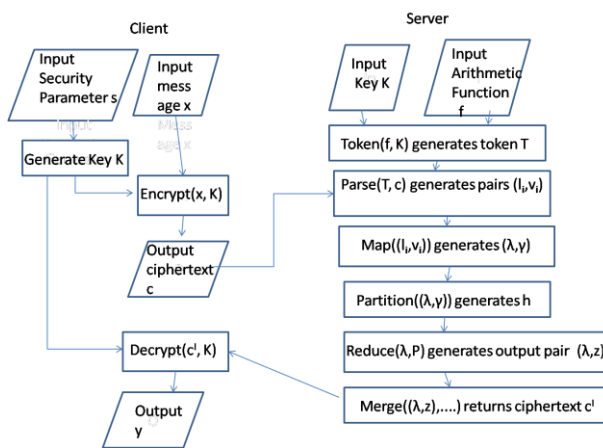 Client
Server
Input
Security
Parameter s
Input
mess
age x
Generate Key K
Encrypt(x, K)
Output
ciphertext
c
Decrypt(cᴵ, K)
Output
y
Input
Key K
Input
Arithmetic
Function
f
Token(f, K) generates token T
Parse(T, c) generates pairs (lᵢ,vᵢ)
Map((lᵢ,vᵢ)) generates (λ,γ)
Partition((λ,γ)) generates h
Reduce(λ,P) generates output pair (λ,z)
Merge((λ,z),....) returns ciphertext cᴵ